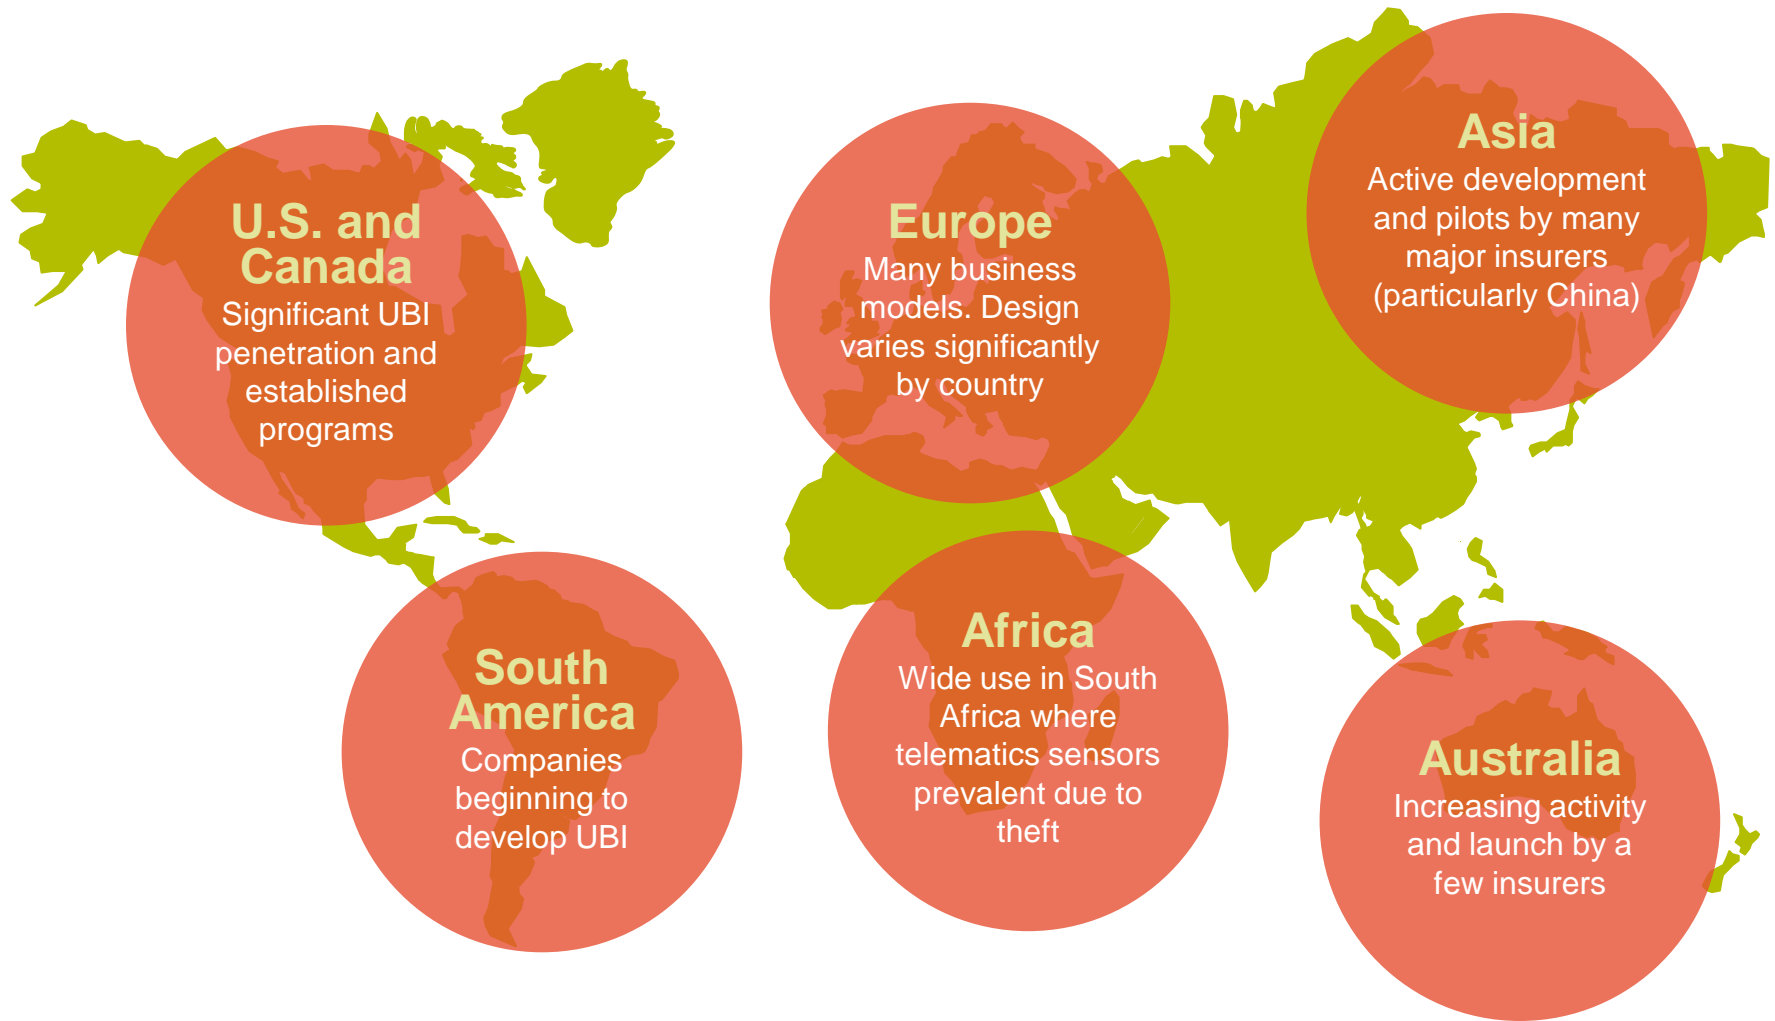 U.S. and
Canada
Significant UBI
penetration and
established
programs
Europe
Many business
models. Design
varies significantly
by country
Asia
Active development
and pilots by many
major insurers
(particularly China)
South
America
Companies
beginning to
develop UBI
Africa
Wide use in South
Africa where
telematics sensors
prevalent due to
theft
Australia
Increasing activity
and launch by a
few insurers